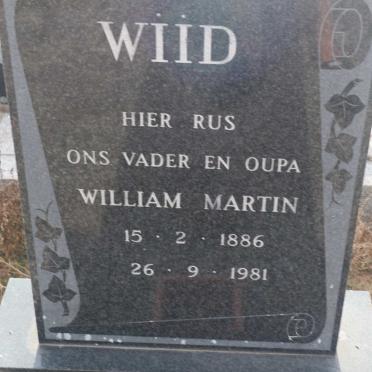 WIID
HIER RUS
ONS VADER EN OUPA
WILLIAM MARTIN
15 · 2 · 1886
26 · 9 · 1981